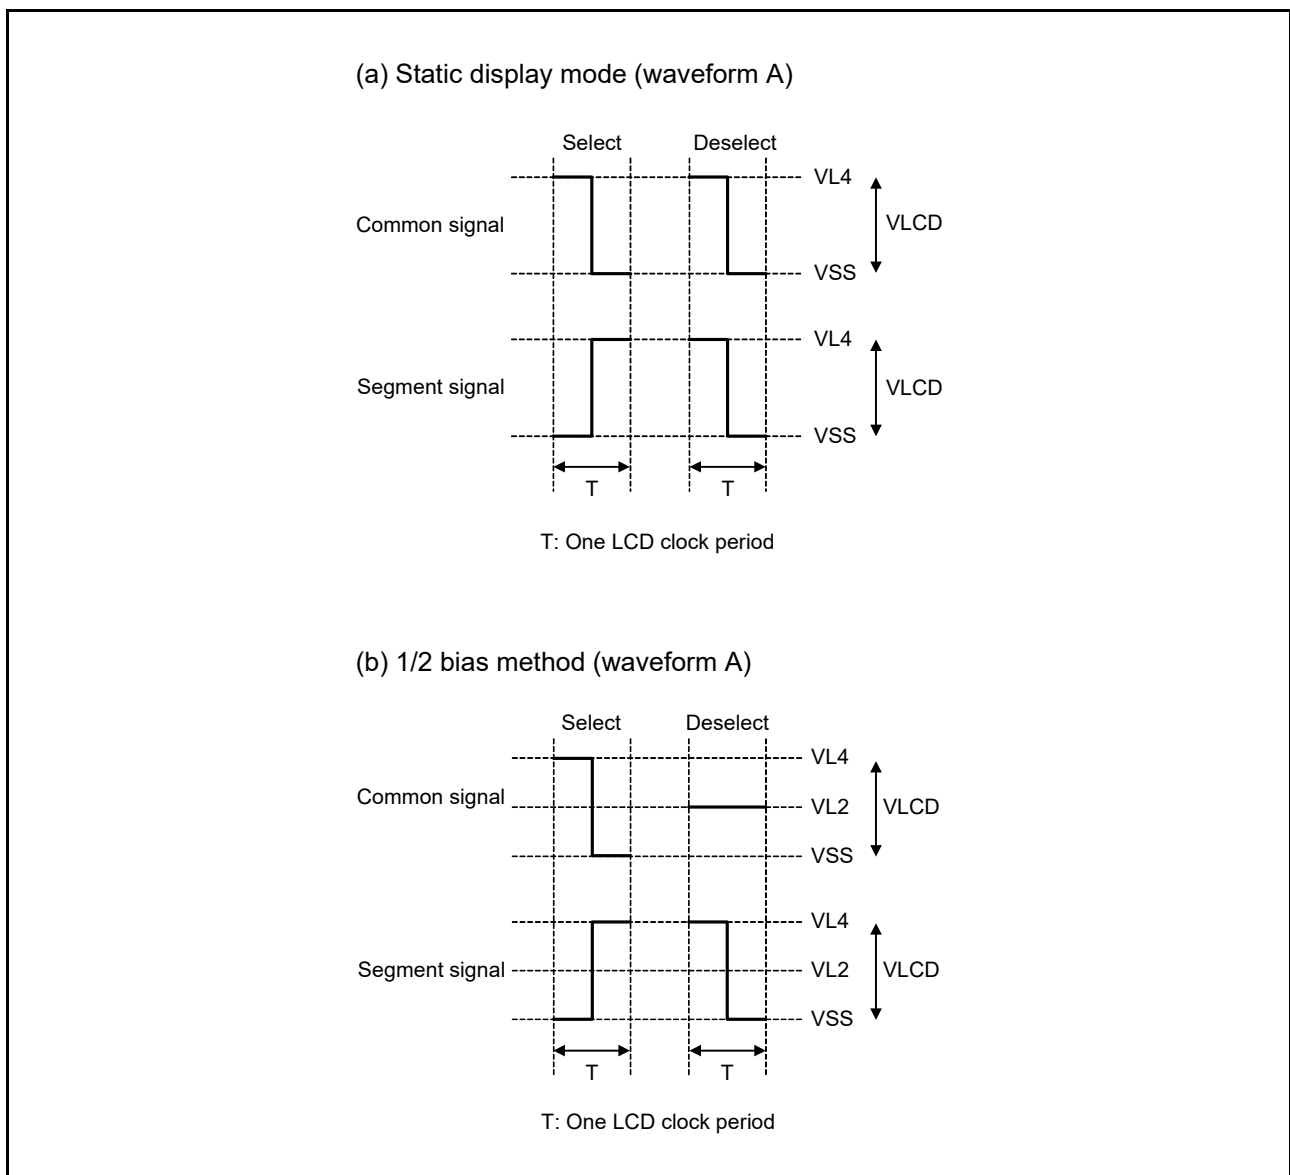 (a) Static display mode (waveform A)
Select Deselect
VL4
Common signal VLCD
VSS
VL4
Segment signal VLCD
VSS
T T
T: One LCD clock period
(b) 1/2 bias method (waveform A)
Select Deselect
VL4
Common signal VL2 VLCD
VSS
VL4
Segment signal VL2 VLCD
VSS
T T
T: One LCD clock period